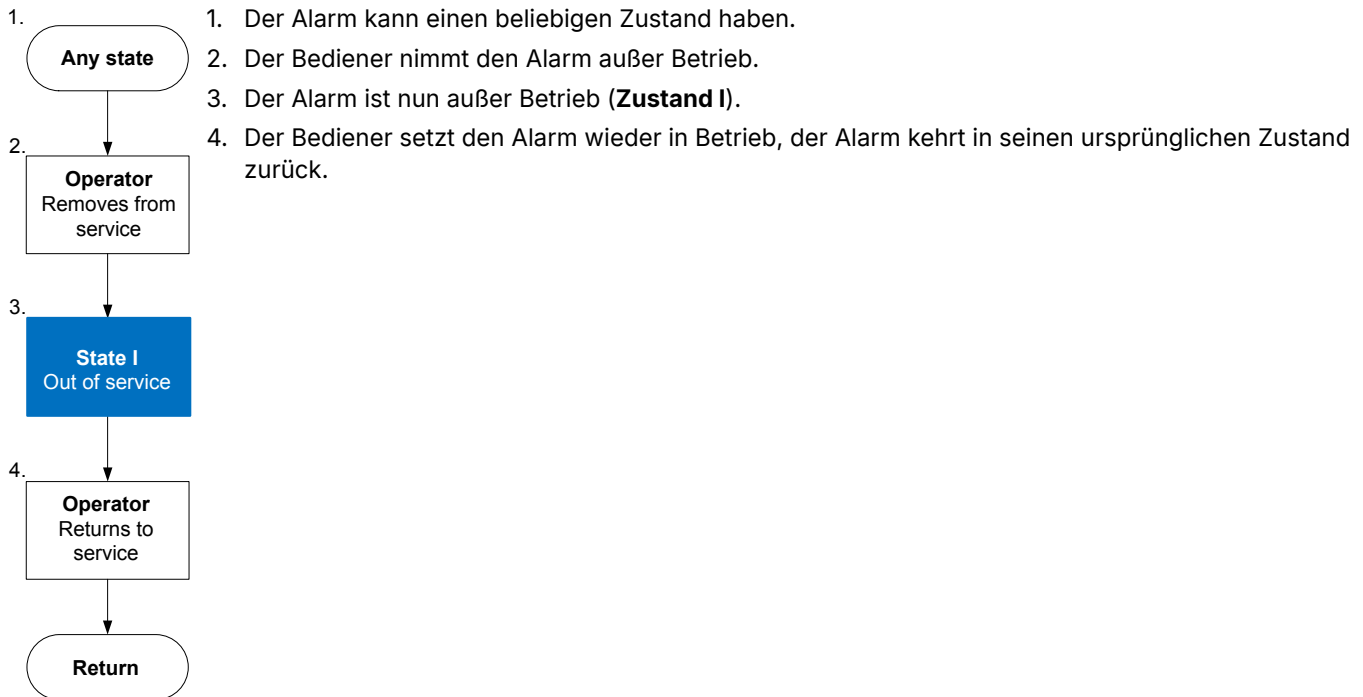 1.
Any state
2.
Operator
Removes from
service
3.
State I
Out of service
4.
Operator
Returns to
service
Return
1. Der Alarm kann einen beliebigen Zustand haben.
2. Der Bediener nimmt den Alarm außer Betrieb.
3. Der Alarm ist nun außer Betrieb (Zustand I).
4. Der Bediener setzt den Alarm wieder in Betrieb, der Alarm kehrt in seinen ursprünglichen Zustand
zurück.